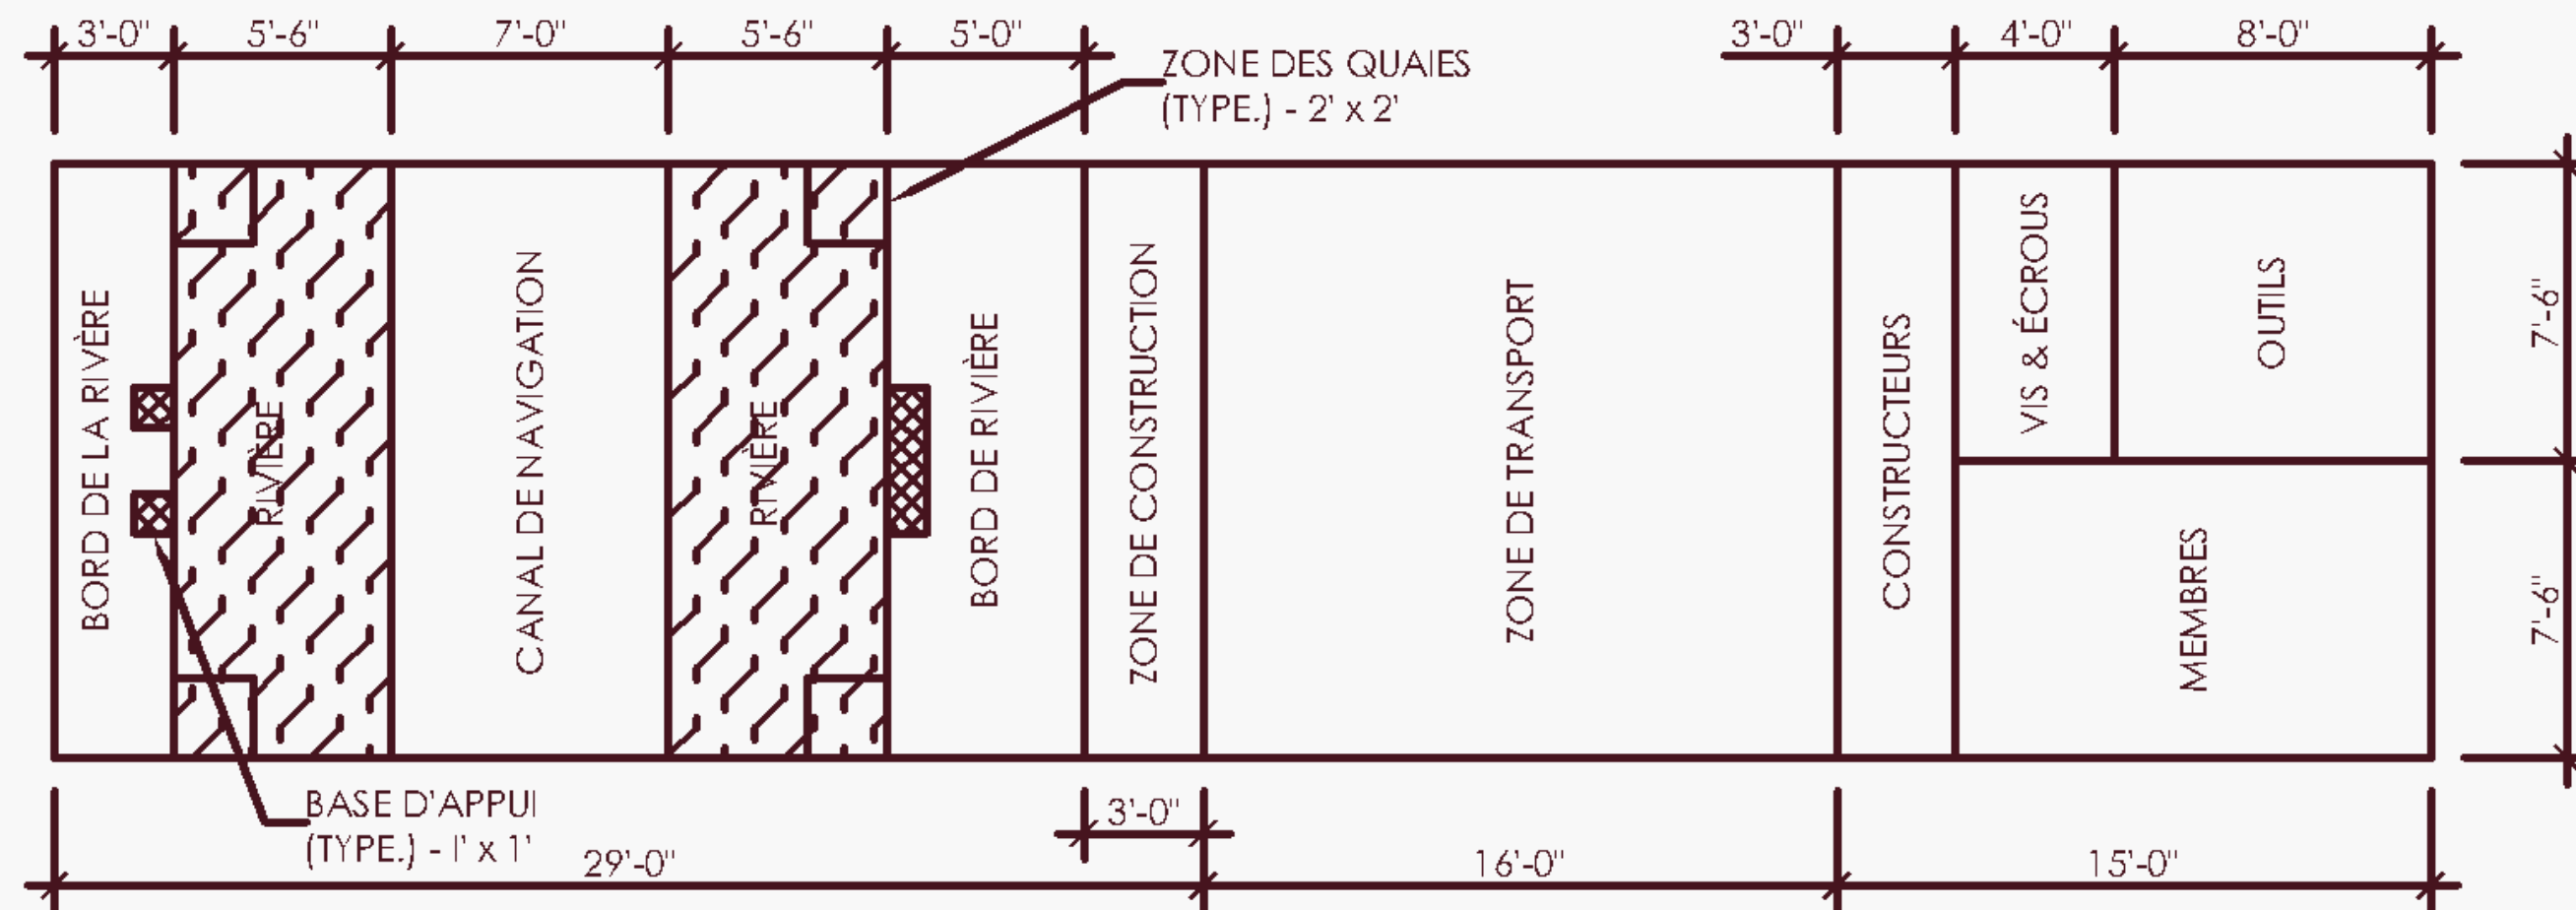 3'-0" 5'-6" 7'-0" 5'-6" 5'-0" 3'-0" 4'-0" 8'-0"
ZONE DES QUAIES
(TYPE.) - 2' x 2'
BORD DE LA RIVÈRE
RIVIÈRE
CANAL DE NAVIGATION
RIVIÈRE
BORD DE RIVIÈRE
ZONE DE CONSTRUCTION
ZONE DE TRANSPORT
CONSTRUCTEURS
VIS & ÉCROUS
OUTILS
MEMBRES
7'-6"
7'-6"
BASE D'APPUI
(TYPE.) - 1' x 1'
3'-0"
29'-0" 16'-0" 15'-0"